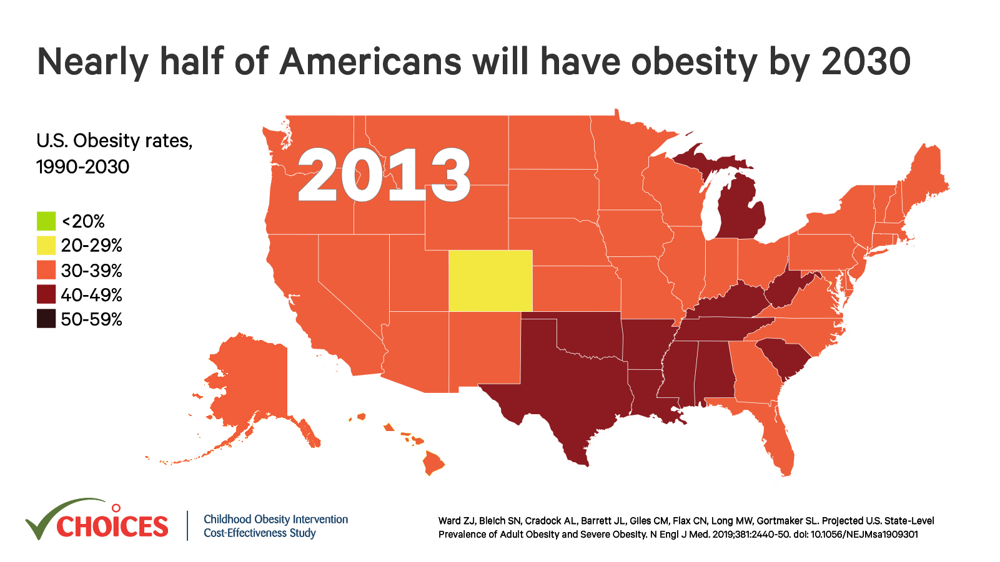 Nearly half of Americans will have obesity by 2030
U.S. Obesity rates,
1990-2030
2013
<20%
20-29%
30-39%
40-49%
50-59%
CHOICES
Childhood Obesity Intervention
Cost-Effectiveness Study
Ward ZJ, Bleich SN, Cradock AL, Barrett JL, Giles CM, Flax CN, Long MW, Gortmaker SL. Projected U.S. State-Level
Prevalence of Adult Obesity and Severe Obesity. N Engl J Med. 2019;381:2440-50. doi: 10.1056/NEJMsa1909301